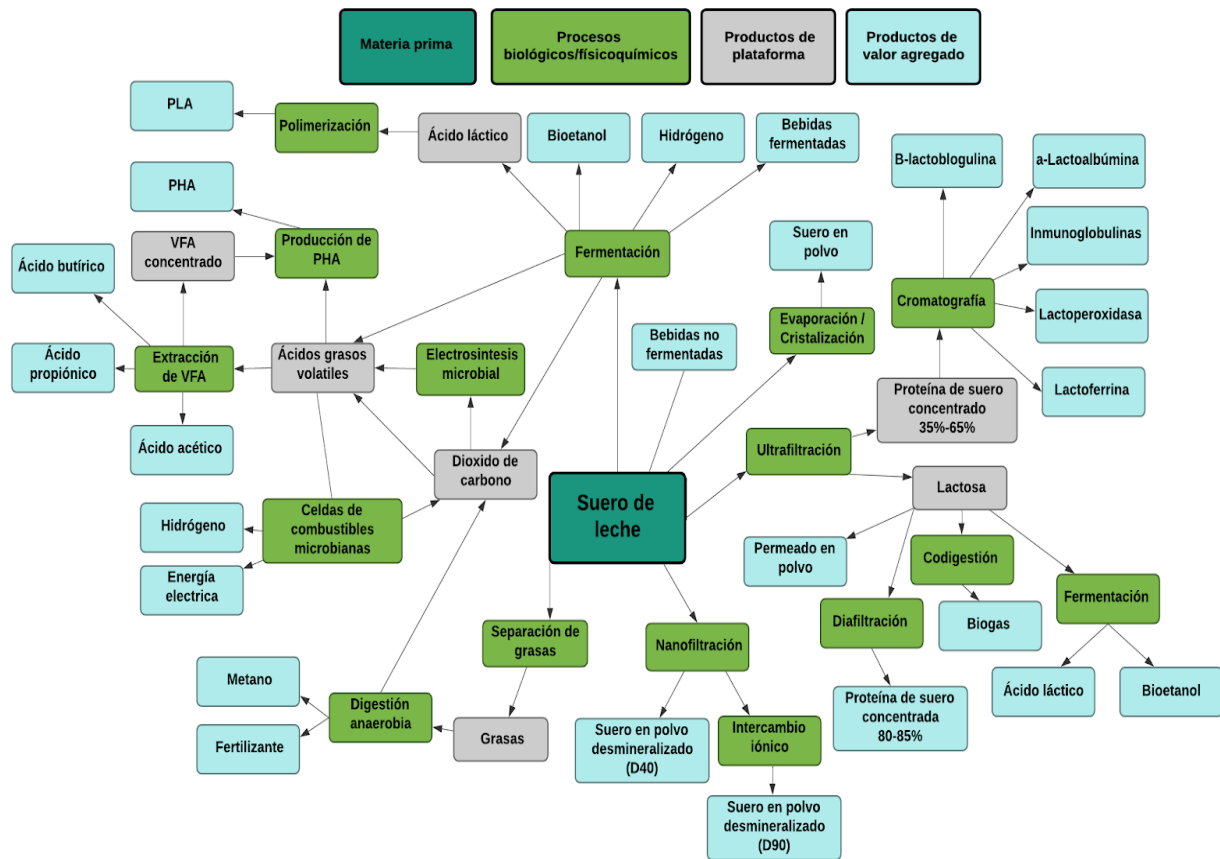 Materia prima
Procesos
biológicos/físicoquímicos
Productos de
plataforma
Productos de
valor agregado
PLA
Polimerización
Ácido láctico
Bioetanol
Hidrógeno
Bebidas
fermentadas
B-lactoblogulina
a-Lactoalbúmina
PHA
VFA
concentrado
Producción de
PHA
Fermentación
Suero en
polvo
Inmunoglobulinas
Ácido butírico
Cromatografía
Lactoperoxidasa
Bebidas no
fermentadas
Evaporación /
Cristalización
Ácido
propiónico
Extracción
de VFA
Ácidos grasos
volatiles
Electrosintesis
microbial
Proteína de suero
concentrado
35%-65%
Lactoferrina
Ácido acético
Dioxido de
carbono
Ultrafiltración
Suero de
leche
Lactosa
Hidrógeno
Celdas de
combustibles
microbianas
Energía
electrica
Permeado en
polvo
Codigestión
Fermentación
Separación de
grasas
Nanofiltración
Diafiltración
Biogas
Metano
Digestión
anaerobia
Grasas
Fertilizante
Suero en polvo
desmineralizado
(D40)
Intercambio
iónico
Proteína de suero
concentrada
80-85%
Ácido láctico
Bioetanol
Suero en polvo
desmineralizado
(D90)